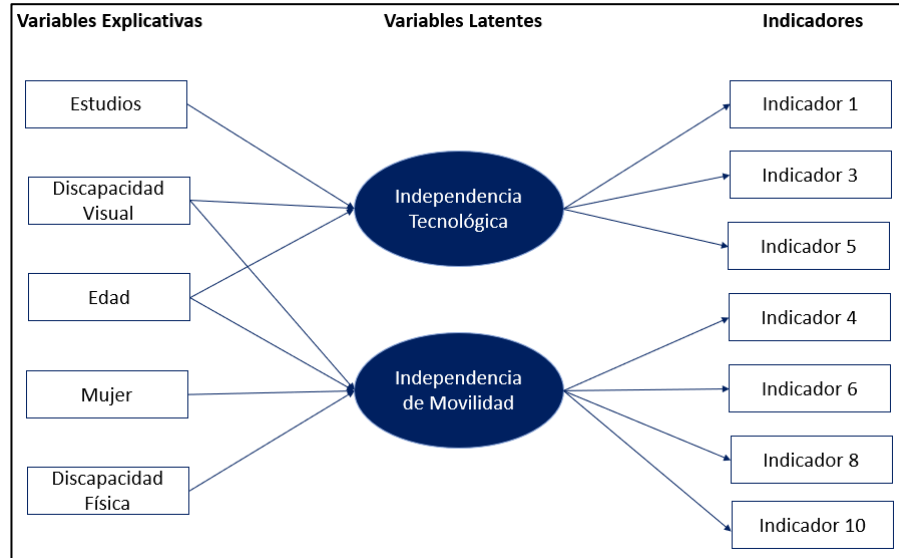 Variables Explicativas
Variables Latentes
Indicadores
Estudios
Discapacidad
Visual
Edad
Mujer
Discapacidad
Física
Independencia
Tecnológica
Independencia
de Movilidad
Indicador 1
Indicador 3
Indicador 5
Indicador 4
Indicador 6
Indicador 8
Indicador 10